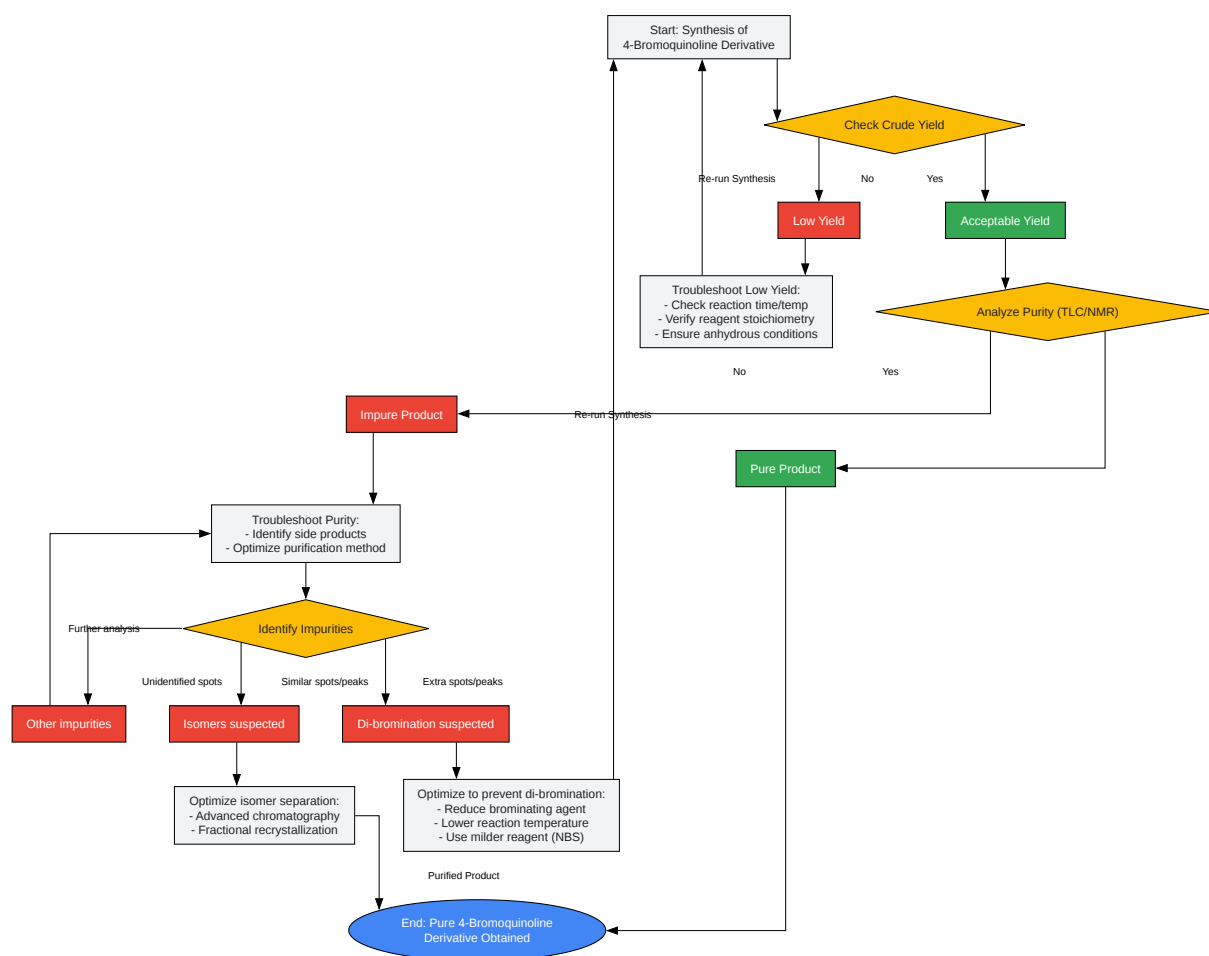 Start: Synthesis of
4-Bromoquinoline Derivative
Check Crude Yield
Re-run Synthesis
No
Yes
Low Yield
Acceptable Yield
Troubleshoot Low Yield:
- Check reaction time/temp
- Verify reagent stoichiometry
- Ensure anhydrous conditions
Analyze Purity (TLC/NMR)
No
Yes
Impure Product
Re-run Synthesis
Pure Product
Troubleshoot Purity:
- Identify side products
- Optimize purification method
Further analysis
Identify Impurities
Unidentified spots
Similar spots/peaks
Extra spots/peaks
Other impurities
Isomers suspected
Di-bromination suspected
Optimize isomer separation:
- Advanced chromatography
- Fractional recrystallization
Optimize to prevent di-bromination:
- Reduce brominating agent
- Lower reaction temperature
- Use milder reagent (NBS)
Purified Product
End: Pure 4-Bromoquinoline
Derivative Obtained